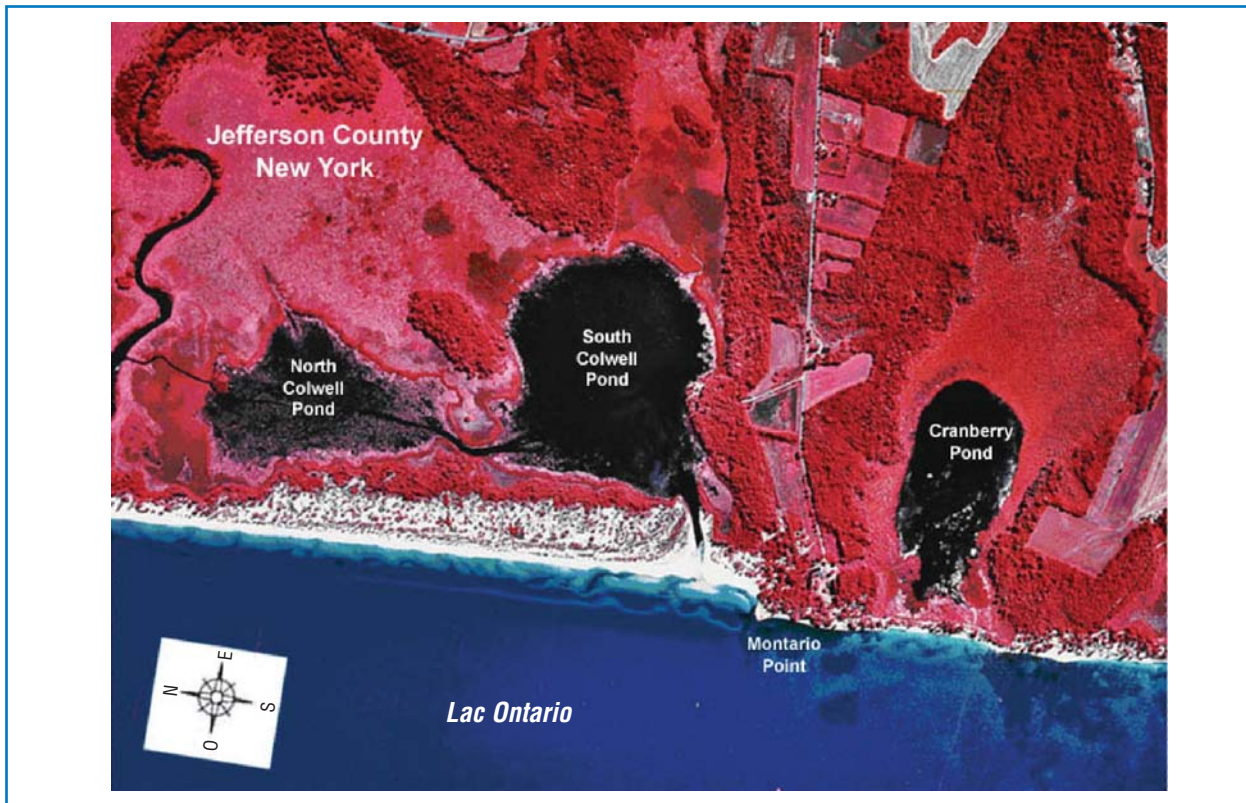 Jefferson County
New York
South
Colwell
Pond
North
Colwell
Pond
Cranberry
Pond
Montario
Point
Lac Ontario
E
N
S
O